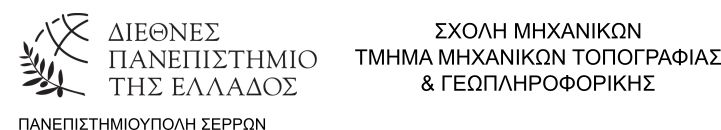 ΔΙΕΘΝΕΣ
ΠΑΝΕΠΙΣΤΗΜΙΟ
ΤΗΣ ΕΛΛΑΔΟΣ
ΠΑΝΕΠΙΣΤΗΜΙΟΥΠΟΛΗ ΣΕΡΡΩΝ
ΣΧΟΛΗ ΜΗΧΑΝΙΚΩΝ
ΤΜΗΜΑ ΜΗΧΑΝΙΚΩΝ ΤΟΠΟΓΡΑΦΙΑΣ
& ΓΕΩΠΛΗΡΟΦΟΡΙΚΗΣ